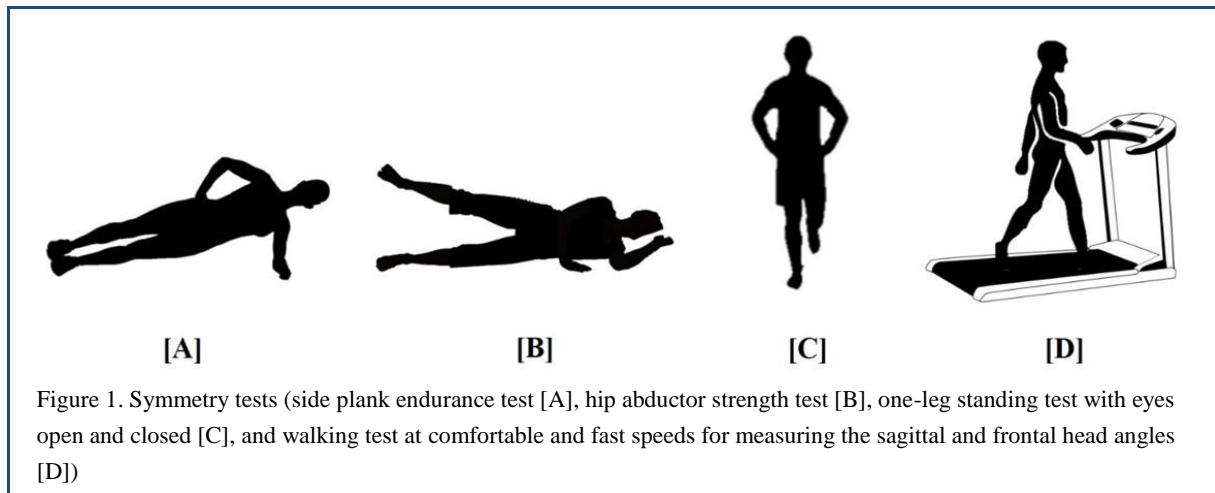 [A] [B] [C] [D]
Figure 1. Symmetry tests (side plank endurance test [A], hip abductor strength test [B], one-leg standing test with eyes
open and closed [C], and walking test at comfortable and fast speeds for measuring the sagittal and frontal head angles
[D])